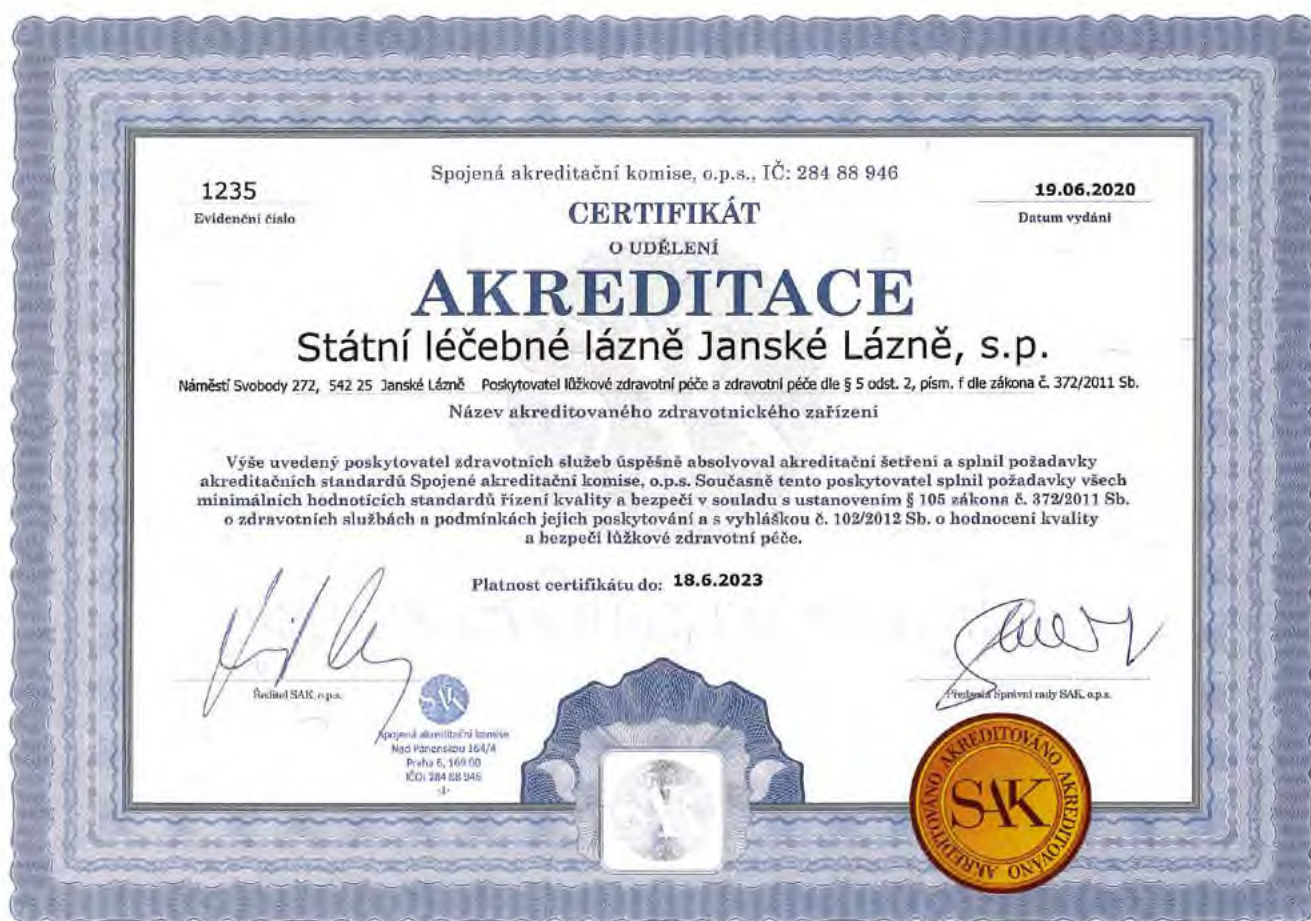 Spojená akreditační komise, o.p.s., IČ: 284 88 946
1235
Evidenční číslo
19.06.2020
Datum vydání
CERTIFIKÁT
O UDĚLENÍ
AKREDITACE
Státní léčebné lázně Janské Lázně, s.p.
Náměstí Svobody 272, 542 25 Janské Lázně Poskytovatel lůžkové zdravotní péče a zdravotní péče dle § 5 odst. 2, písm. f dle zákona č. 372/2011 Sb.
Název akreditovaného zdravotnického zařízení
Výše uvedený poskytovatel zdravotních služeb úspěšně absolvoval akreditační šetření a splnil požadavky
akreditačních standardů Spojené akreditační komise, o.p.s. Současně tento poskytovatel splnil požadavky všech
minimálních hodnotících standardů řízení kvality a bezpečí v souladu s ustanovením § 105 zákona č. 372/2011 Sb.
o zdravotních službách a podmínkách jejich poskytování a s vyhláškou č. 102/2012 Sb. o hodnocení kvality
a bezpečí lůžkové zdravotní péče.
Platnost certifikátu do: 18.6.2023
Ředitel SAK, o.p.s.
Předseda Správní rady SAK, o.p.s.
SAK
Spojená akreditační komise
Nad Pánenskou 164/4
Praha 6, 169 00
IČO: 284 88 946
-1-
AKREDITOVÁNO AKREDITOVÁNO AKREDITOVÁNO
SAK